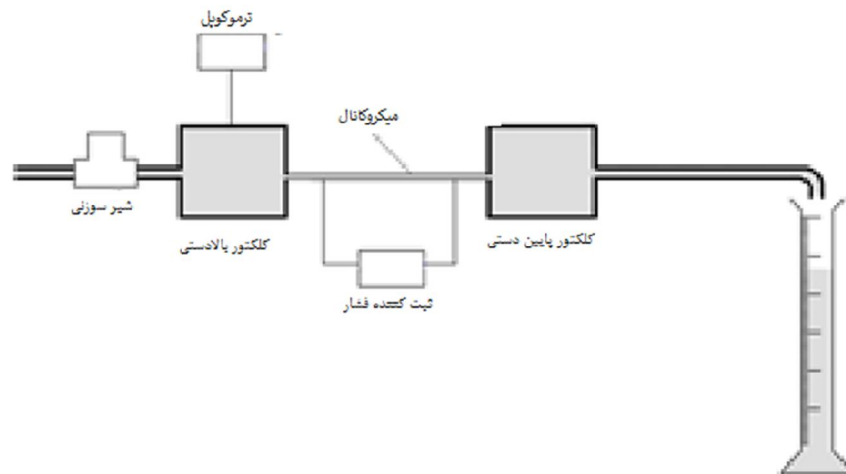 ترموکوپل
میکروکانال
شیر سوزنی
کلکتور بالادستی
کلکتور پایین دستی
ثبت کننده فشار